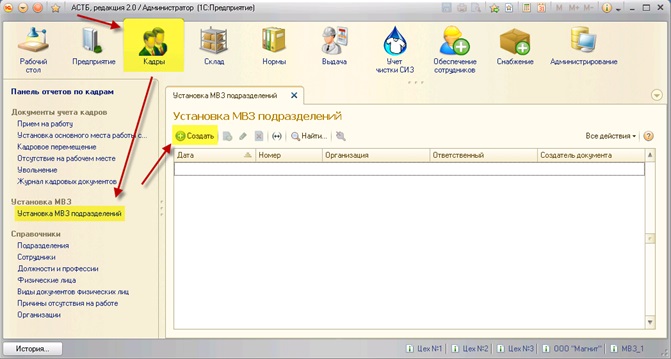 АСТБ, редакция 2.0 / Администратор  (1С:Предприятие)
M  M+  M-
Рабочий стол
Предприятие
Кадры
Склад
Нормы
Выдача
Учет чистки СИЗ
Обеспечение сотрудников
Снабжение
Администрирование
Панель отчетов по кадрам
Документы учета кадров
Прием на работу
Установка основного места работы с...
Кадровое перемещение
Отсутствие на рабочем месте
Увольнение
Журнал кадровых документов
Установка МВЗ
Установка МВЗ подразделений
Справочники
Подразделения
Сотрудники
Должности и профессии
Физические лица
Виды документов физических лиц
Причины отсутствия на работе
Организации
Установка МВЗ подразделений
Установка МВЗ подразделений
Создать
Найти...
Все действия
Дата
Номер
Организация
Ответственный
Создатель документа
История...
Цех №1
Цех №2
Цех №3
ООО "Магнит"
МВЗ_1